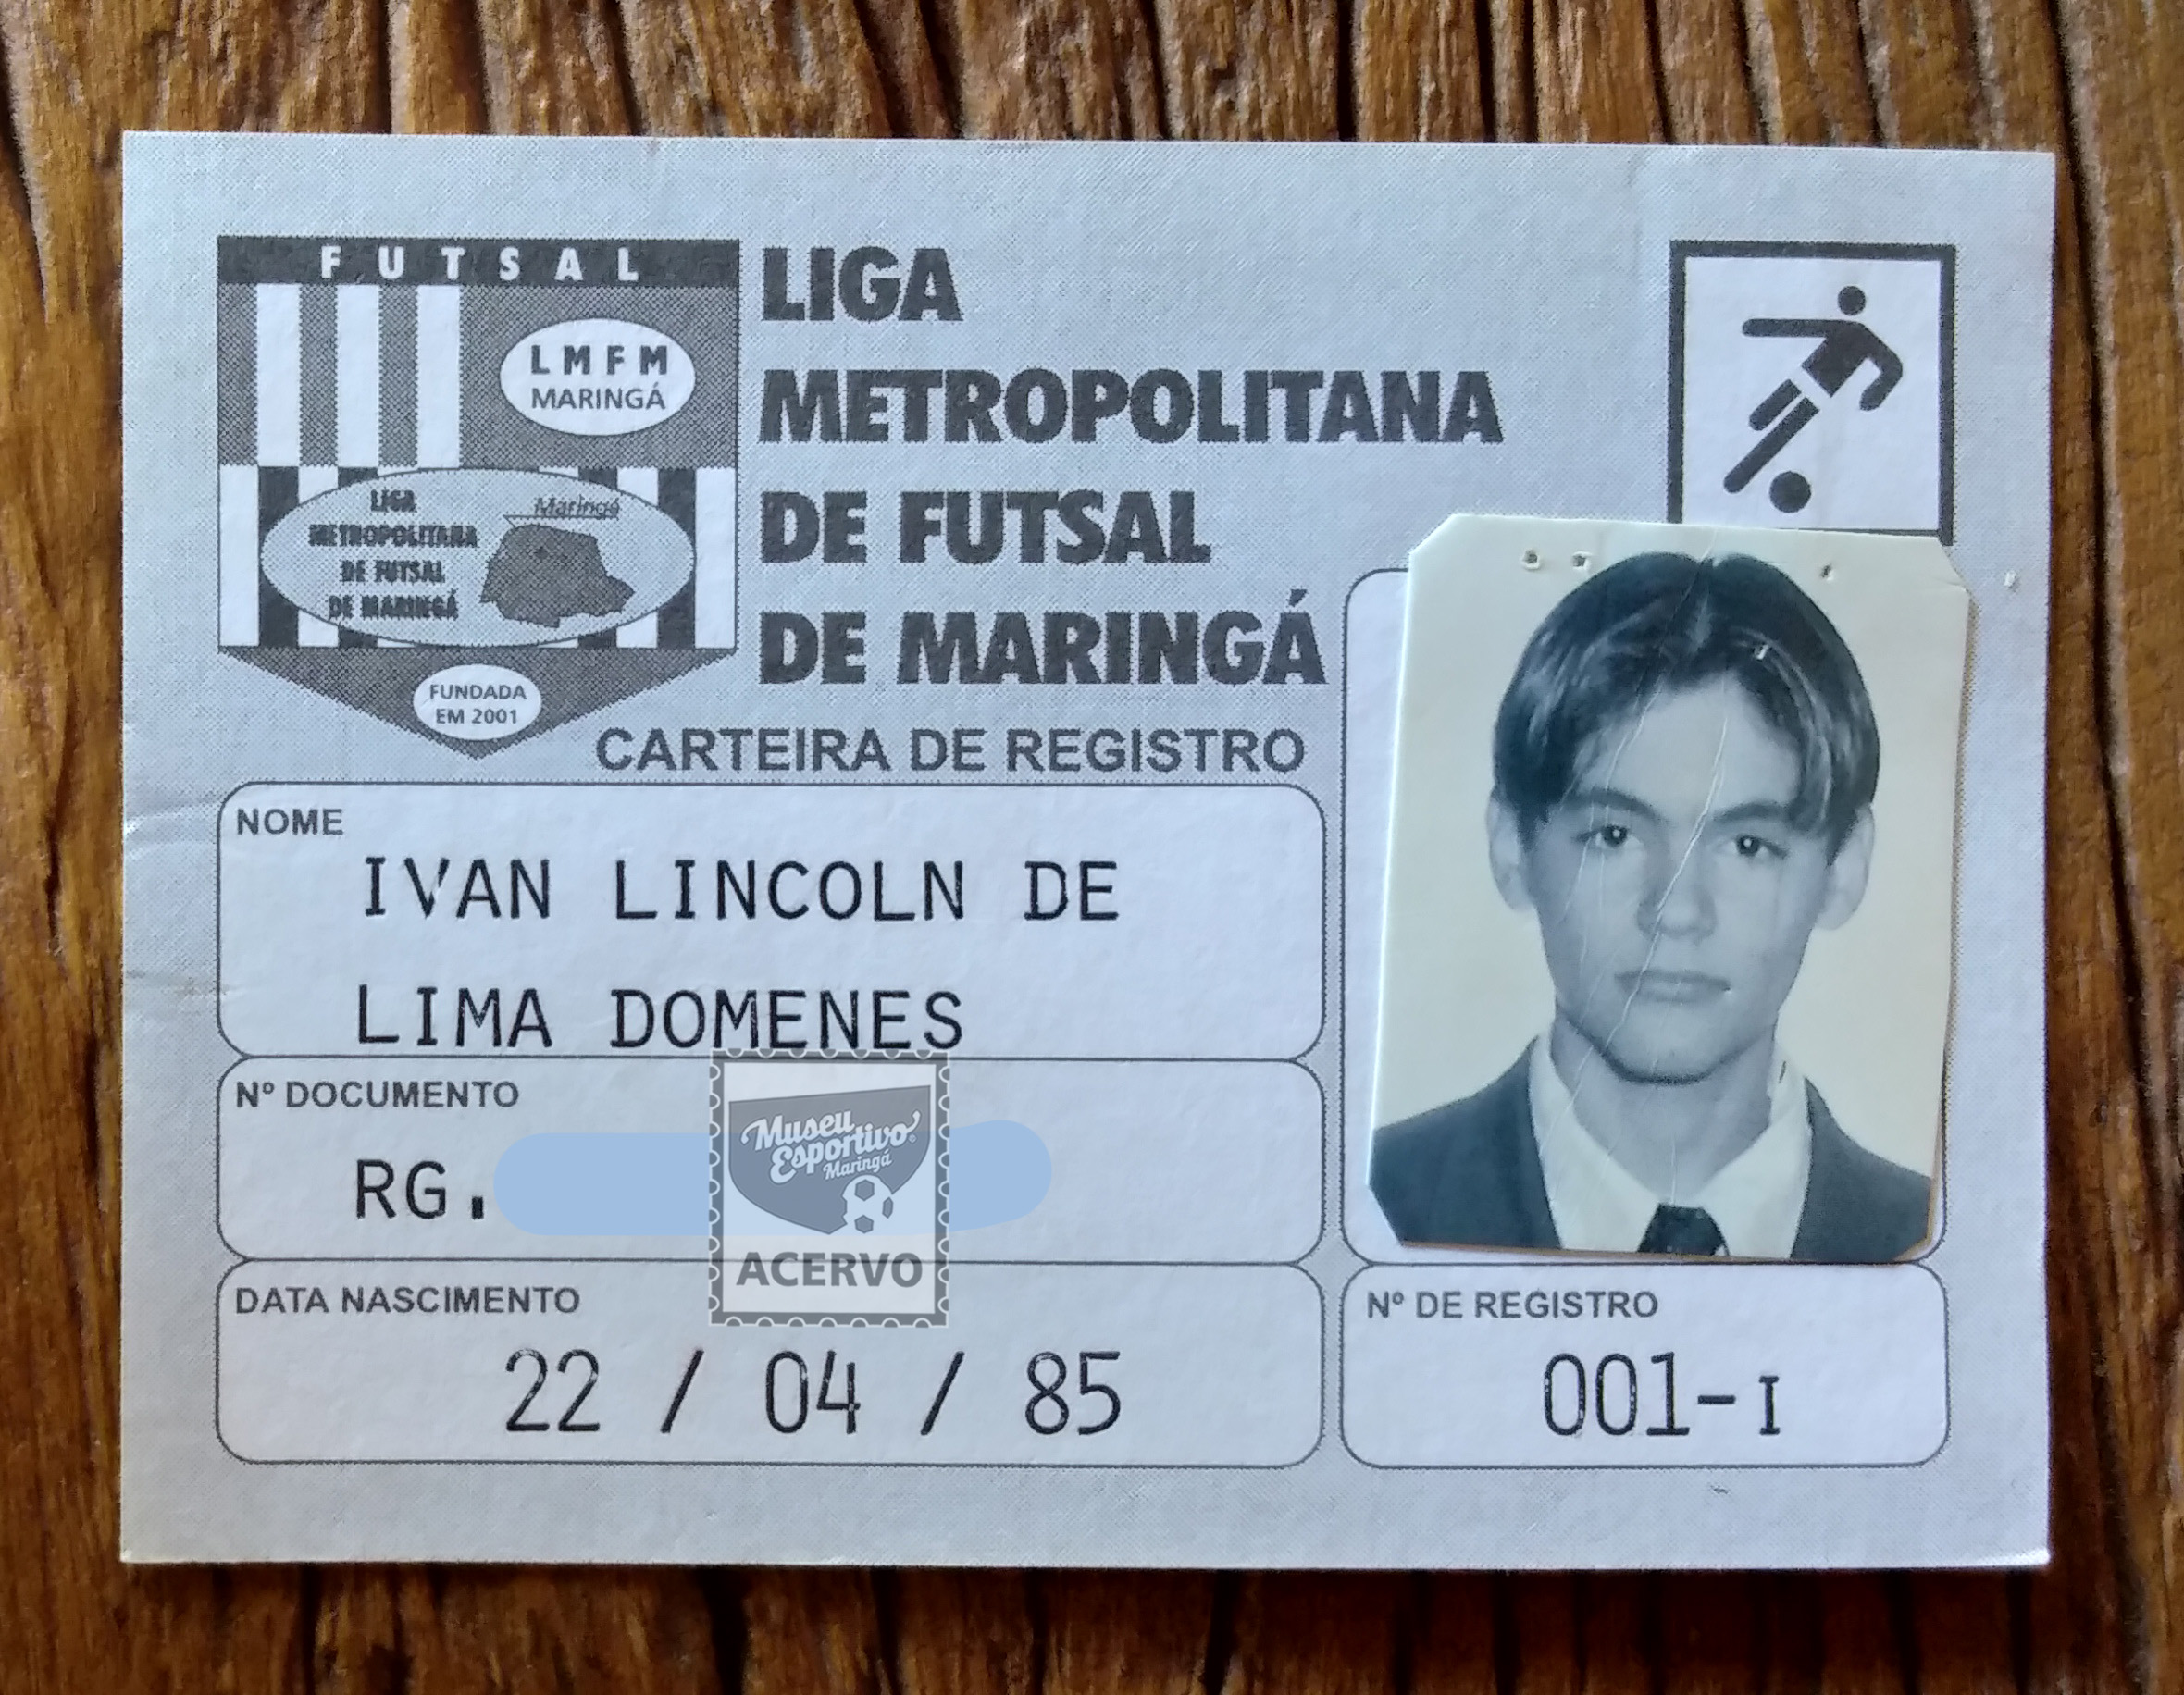 FUTSAL
LMFM
MARINGÁ
LIGA
METROPOLITANA
DE FUTSAL
DE MARINGÁ
Maringá
FUNDADA
EM 2001
LIGA
METROPOLITANA
DE FUTSAL
DE MARINGÁ
CARTEIRA DE REGISTRO
NOME
IVAN LINCOLN DE
LIMA DOMENES
Nº DOCUMENTO
RG.
Museu
Esportivo
Maringá
ACERVO
DATA NASCIMENTO
22 / 04 / 85
Nº DE REGISTRO
001-I